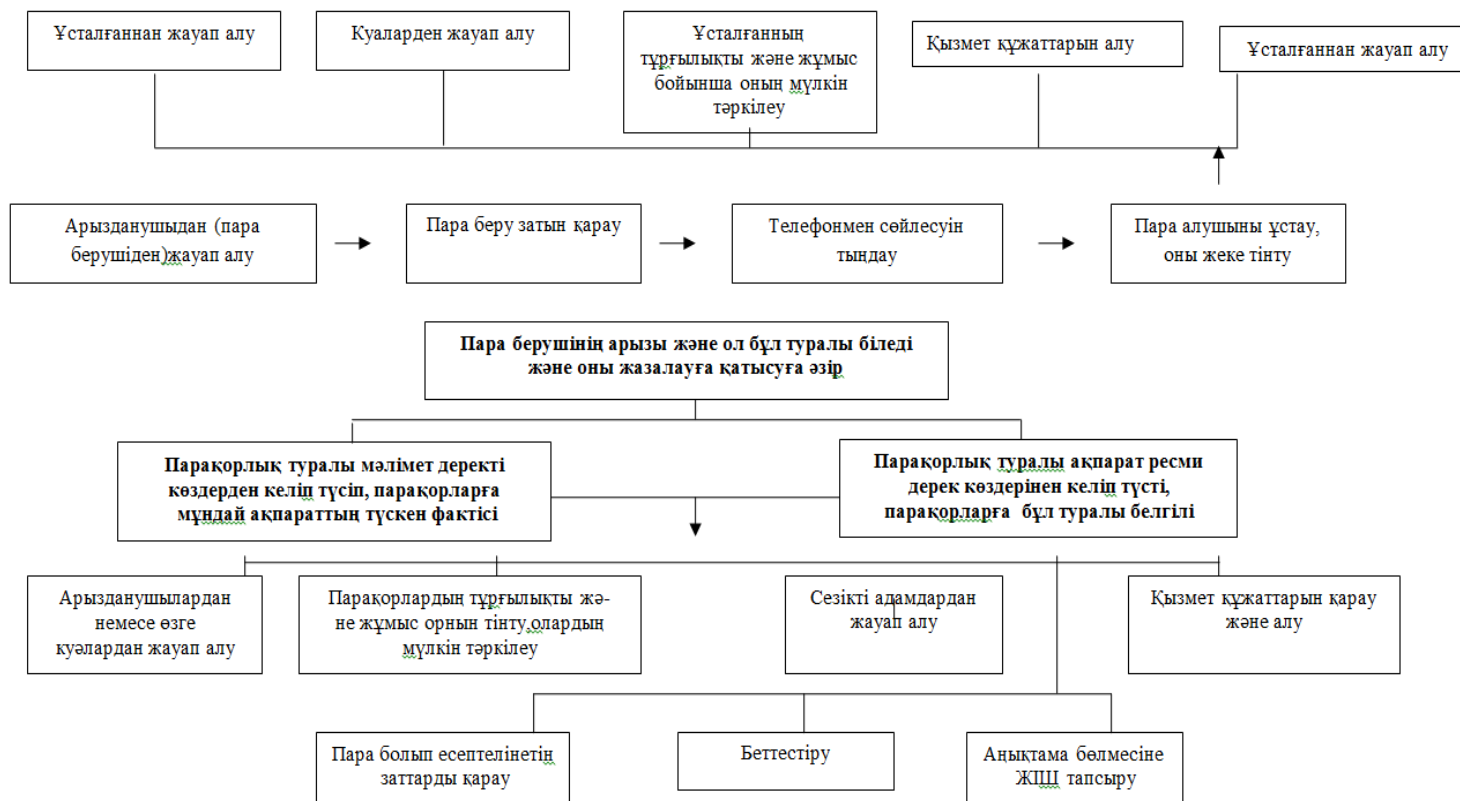 Ұсталғаннан жауап алу
Куаларден жауап алу
Ұсталғанның
тұрғылықты және жұмыс
бойынша оның мүлкін
тәркілеу
Қызмет құжаттарын алу
Ұсталғаннан жауап алу
Арызданушыдан (пара
берушіден)жауап алу
Пара беру затын қарау
Телефонмен сөйлесуін
тыңдау
Пара алушыны ұстау,
оны жеке тінту
Пара берушінің арызы және ол бұл туралы біледі
және оны жазалауға қатысуға әзір
Парақорлық туралы мәлімет деректі
көздерден келіп түсіп, парақорларға
мұндай ақпараттың түскен фактісі
Парақорлық туралы ақпарат ресми
дерек көздерінен келіп түсті,
парақорларға бұл туралы белгілі
Арызданушылардан
немесе өзге
куәлардан жауап алу
Парақорлардың тұрғылықты жә-
не жұмыс орнын тінту,олардың
мүлкін тәркілеу
Сезікті адамдардан
жауап алу
Қызмет құжаттарын қарау
және алу
Пара болып есептелінетін
заттарды қарау
Беттестіру
Аңықтама бөлмесіне
ЖІШ тапсыру